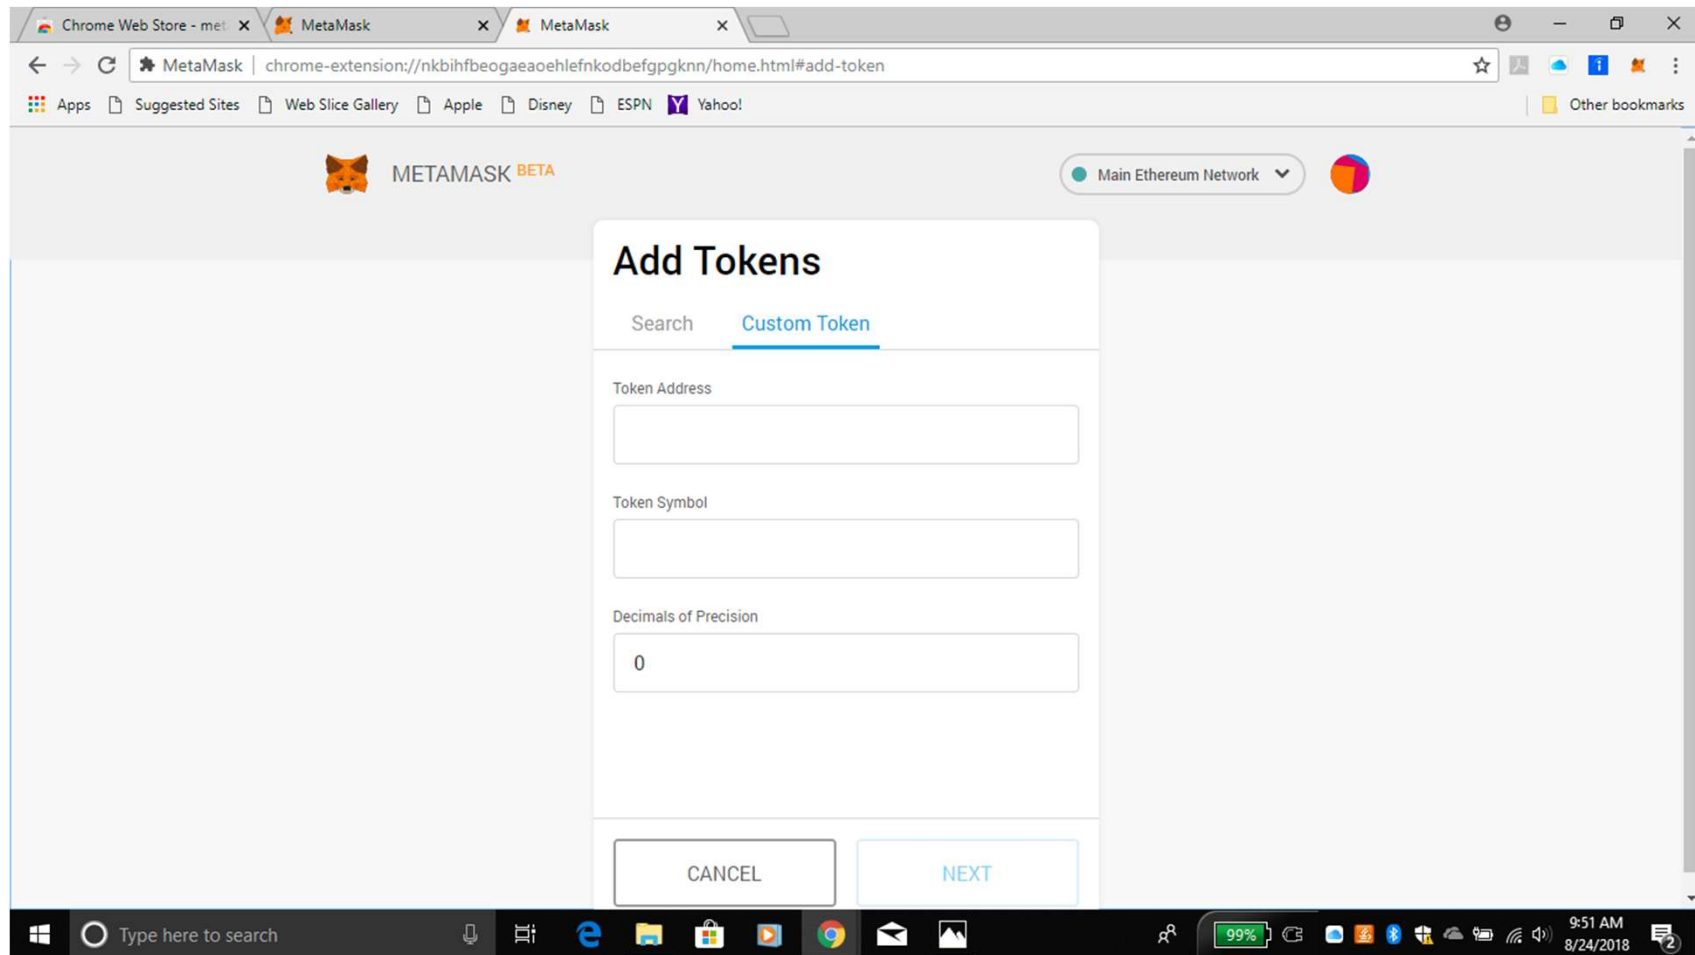 Chrome Web Store - met
MetaMask
MetaMask
MetaMask chrome-extension://nkbihfbeogaeaoehlefnkodbefgpgknn/home.html#add-token
Apps Suggested Sites Web Slice Gallery Apple Disney ESPN Yahoo! Other bookmarks
METAMASK BETA
Main Ethereum Network
Add Tokens
Search Custom Token
Token Address
Token Symbol
Decimals of Precision
0
CANCEL NEXT
Type here to search
99%
9:51 AM
8/24/2018
2